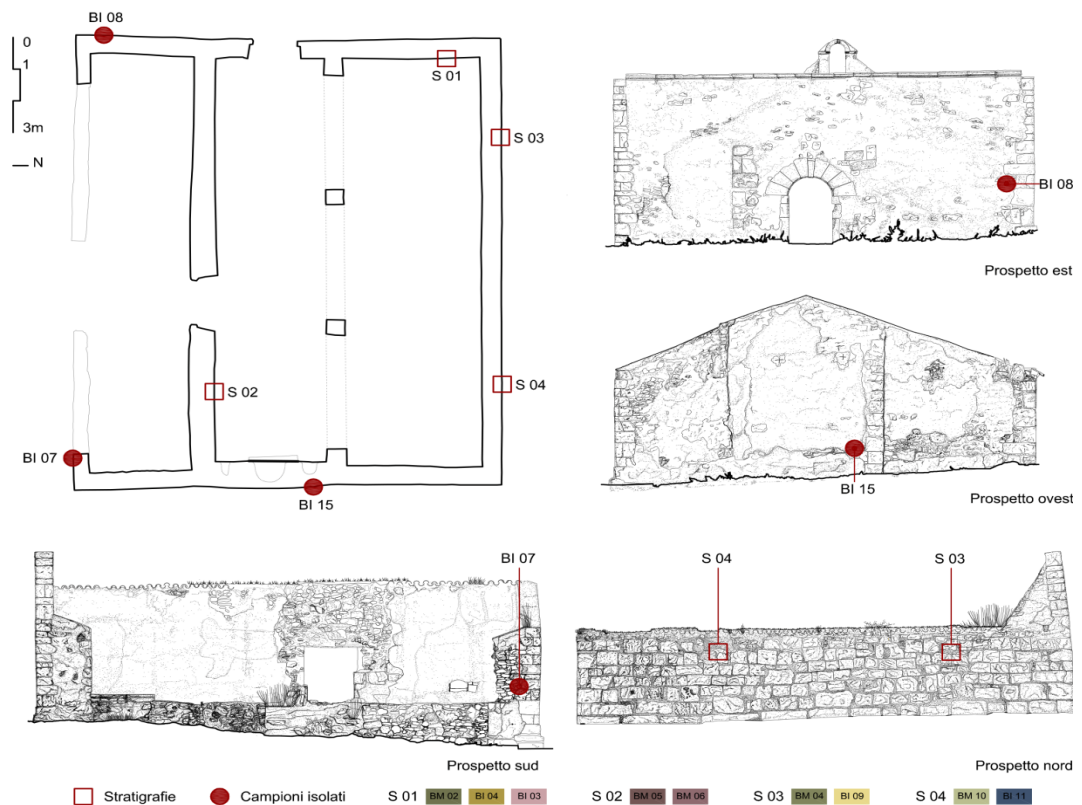 BI 08
0
1
3m
N
S 01
S 03
S 02
S 04
BI 07
BI 15
BI 08
Prospetto est
BI 15
Prospetto ovest
BI 07
Prospetto sud
S 04
S 03
Prospetto nord
Stratigrafie
Campioni isolati
S 01 BM 02 BI 04 BI 03
S 02 BM 05 BM 06
S 03 BM 04 BI 09
S 04 BM 10 BI 11